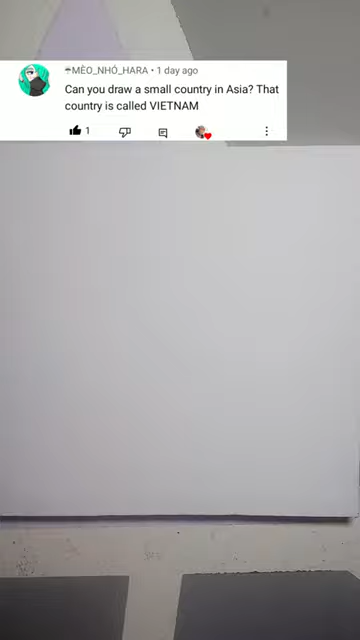 ☂MÈO_NHỎ_HARA • 1 day ago
Can you draw a small country in Asia? That
country is called VIETNAM
1